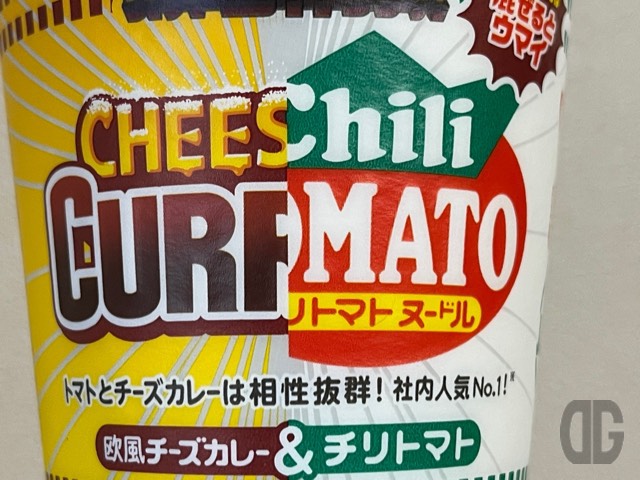 混ぜると
ウマイ
CHEES
Chili
CURR
OMATO
リトマト ヌードル
トマトとチーズカレーは相性抜群！社内人気No.1！※
欧風チーズカレー&チリトマト
DG